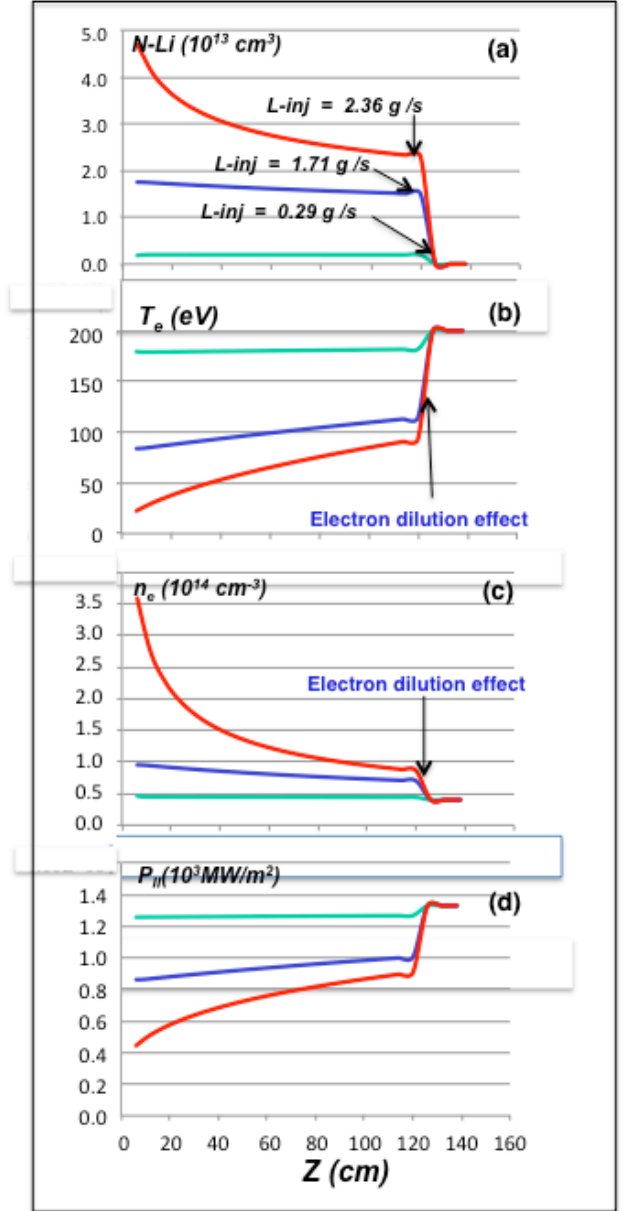 N-Li (10¹³ cm³)
(a)
5.0
4.0
3.0
2.0
1.0
0.0
L-inj = 2.36 g /s
L-inj = 1.71 g /s
L-inj = 0.29 g /s
Tₑ (eV)
(b)
200
150
100
50
0
Electron dilution effect
nₑ (10¹⁴ cm⁻³)
(c)
3.5
3.0
2.5
2.0
1.5
1.0
0.5
0.0
Electron dilution effect
P//(10³MW/m²)
(d)
1.4
1.2
1.0
0.8
0.6
0.4
0.2
0.0
0 20 40 60 80 100 120 140 160
Z (cm)